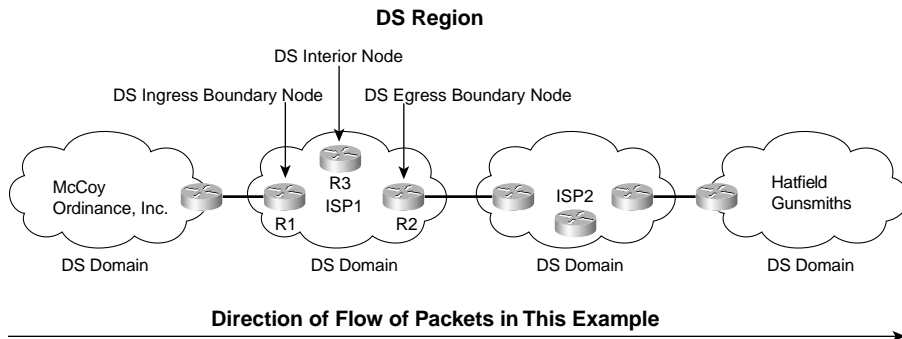 DS Region
DS Interior Node
DS Ingress Boundary Node
DS Egress Boundary Node
McCoy
Ordinance, Inc.
R3
ISP1
R1
R2
ISP2
Hatfield
Gunsmiths
DS Domain
DS Domain
DS Domain
DS Domain
Direction of Flow of Packets in This Example